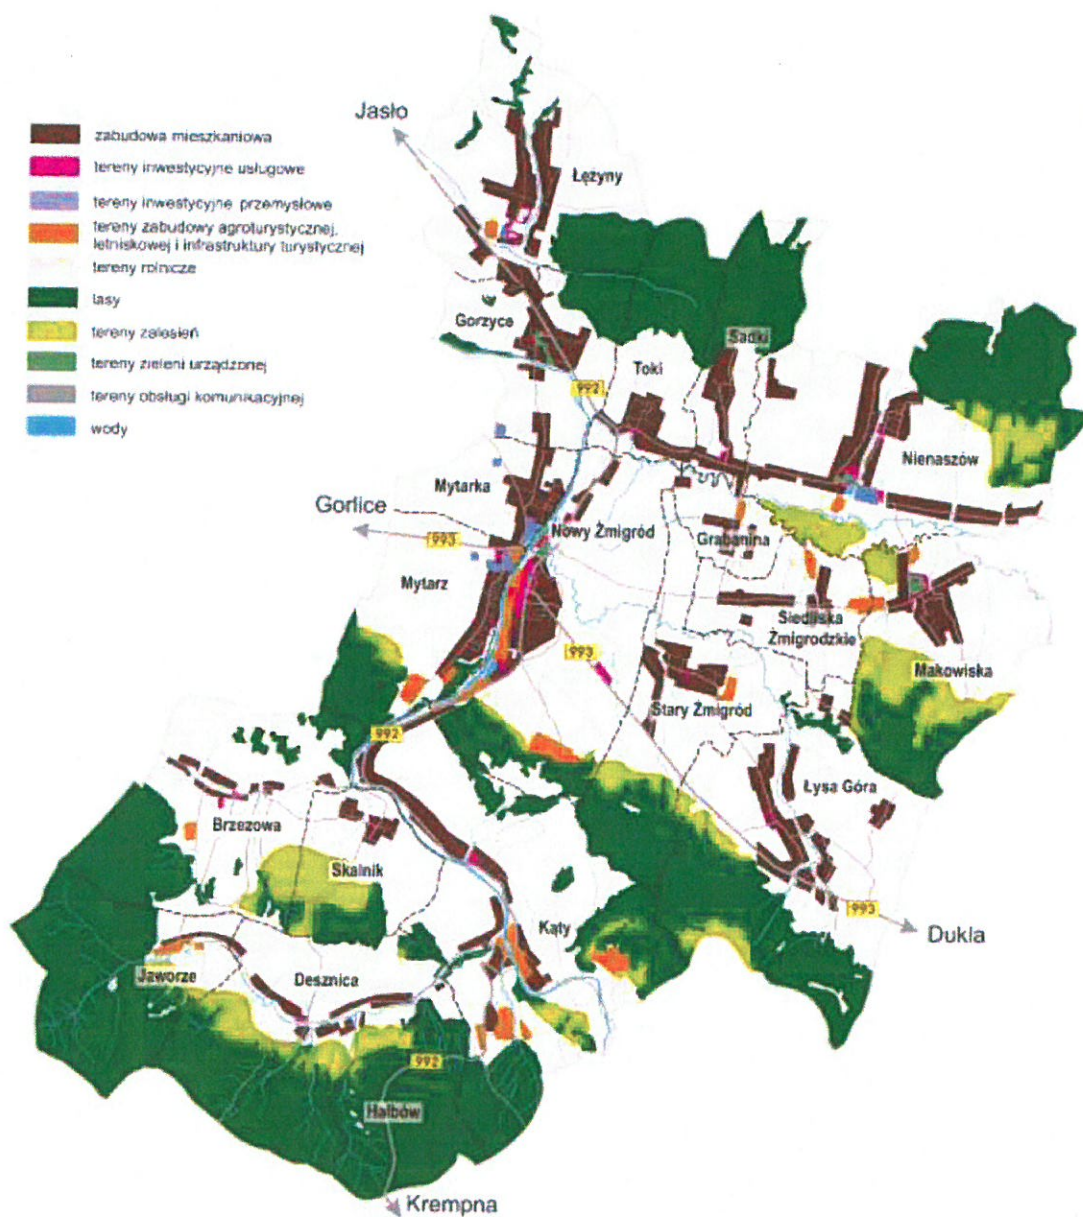 Jasło
zabudowa mieszkaniowa
tereny inwestycyjne usługowe
tereny inwestycyjne przemysłowe
tereny zabudowy agroturystycznej,
letniskowej i infrastruktury turystycznej
tereny rolnicze
lasy
tereny zalesień
tereny zieleni urządzonej
tereny obsługi komunikacyjnej
wody
Łężyny
Gorzyce
Sadki
Toki
992
Nienaszów
Mytarka
Gorlice
993
Nowy Żmigród
Grabanina
Mytarz
Siedliska
Żmigrodzkie
993
Makowiska
Stary Żmigród
992
Łysa Góra
Brzezowa
Skalnik
993
Kąty
Dukla
Jaworze
Desznica
992
Hałbów
Krempna